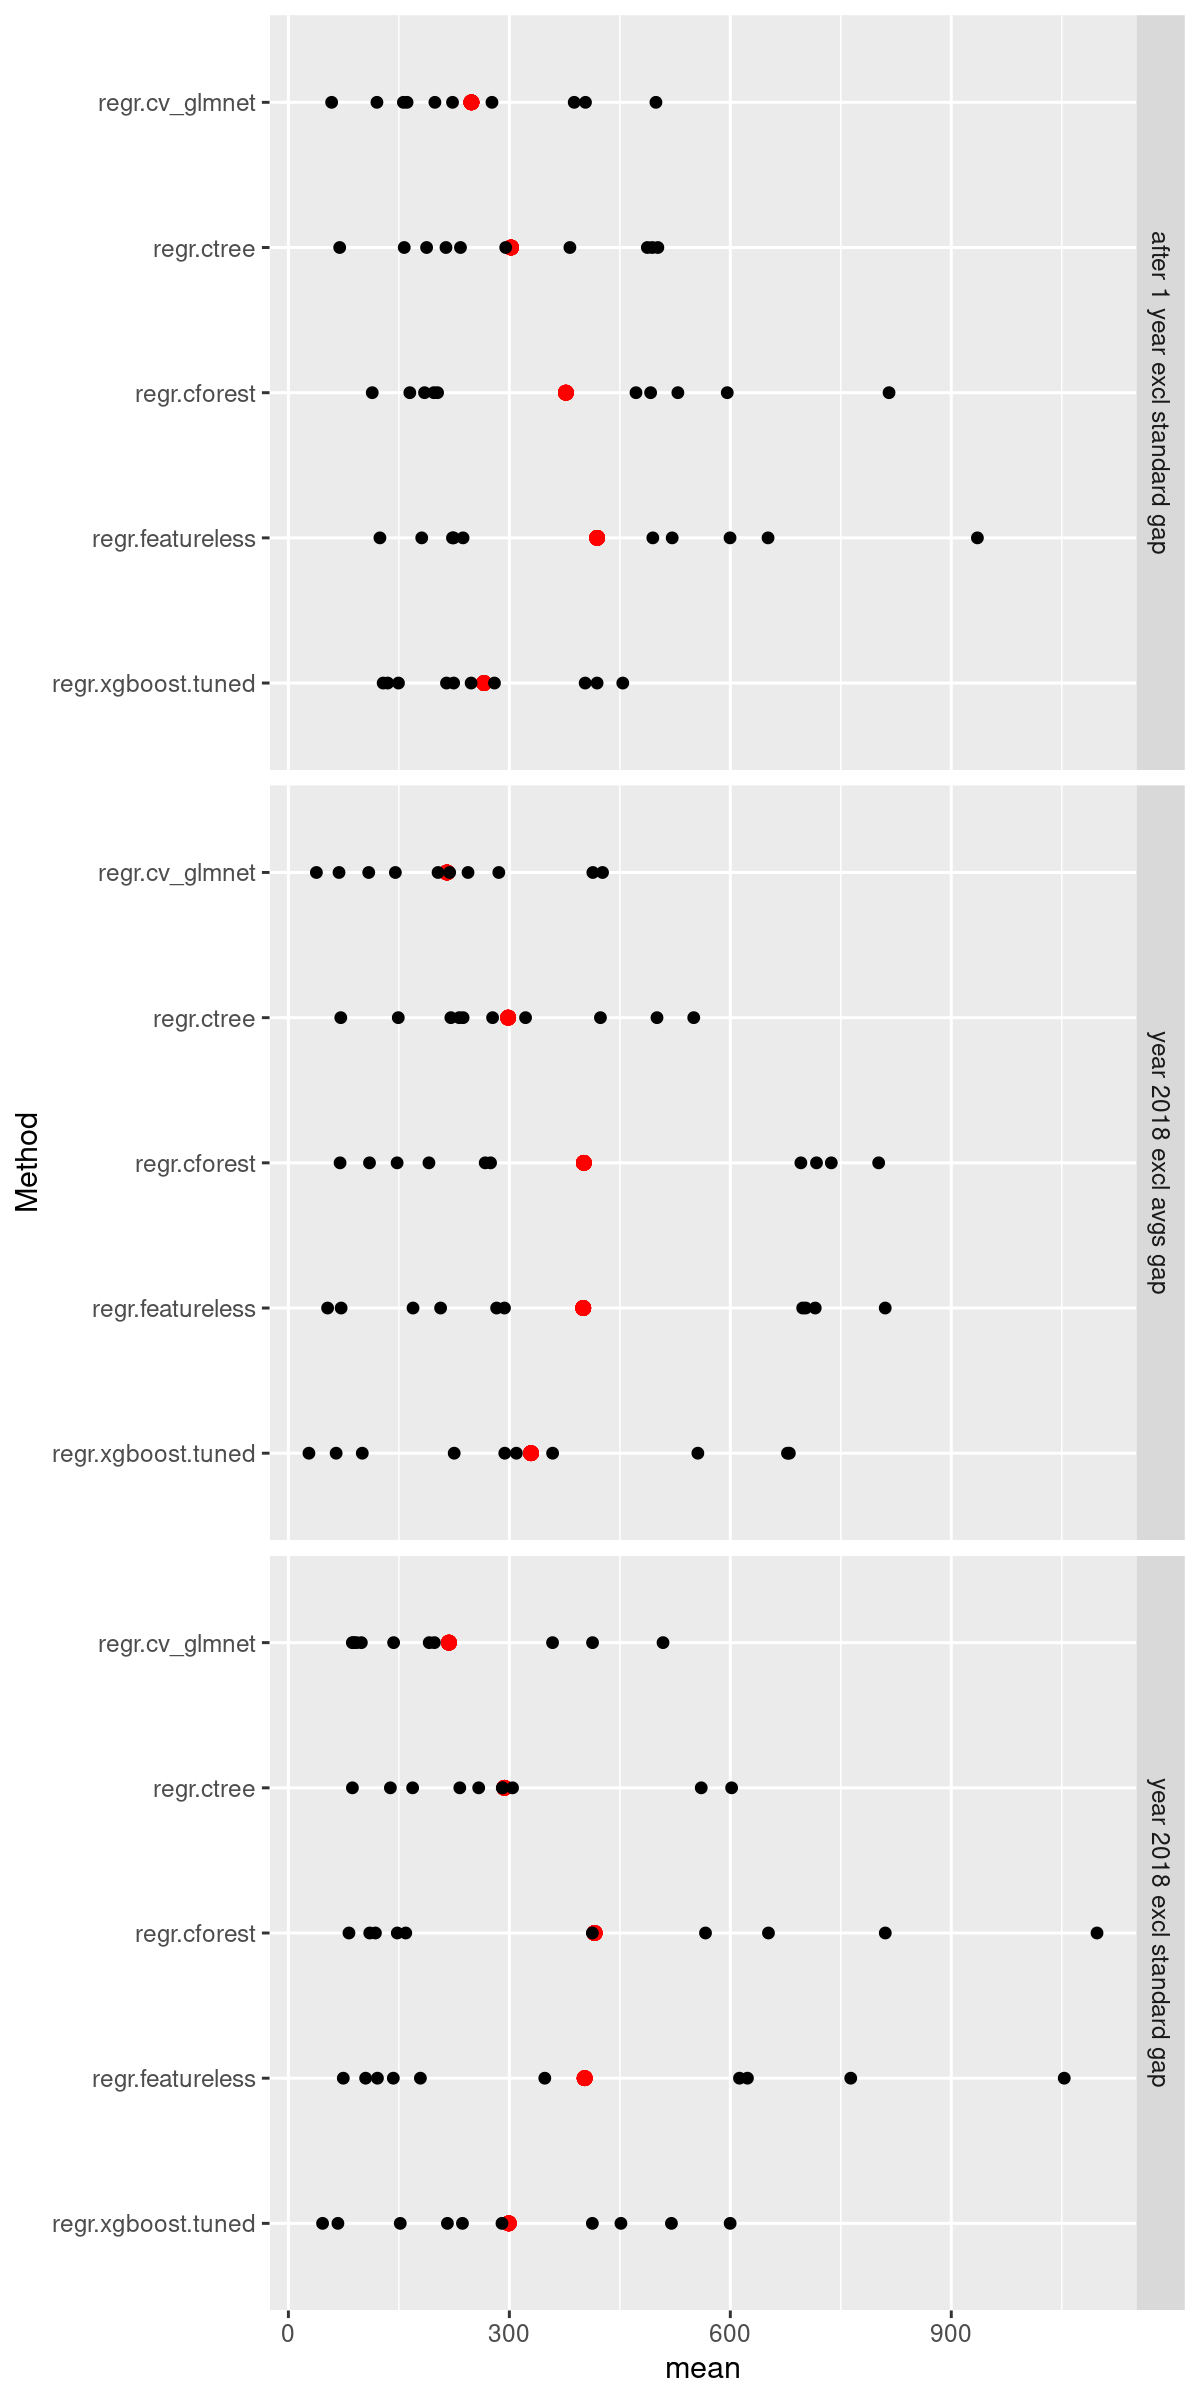 regr.cv_glmnet
regr.ctree
regr.cforest
regr.featureless
regr.xgboost.tuned
after 1 year excl standard gap
regr.cv_glmnet
regr.ctree
regr.cforest
regr.featureless
regr.xgboost.tuned
year 2018 excl avgs gap
Method
regr.cv_glmnet
regr.ctree
regr.cforest
regr.featureless
regr.xgboost.tuned
year 2018 excl standard gap
0 300 600 900
mean